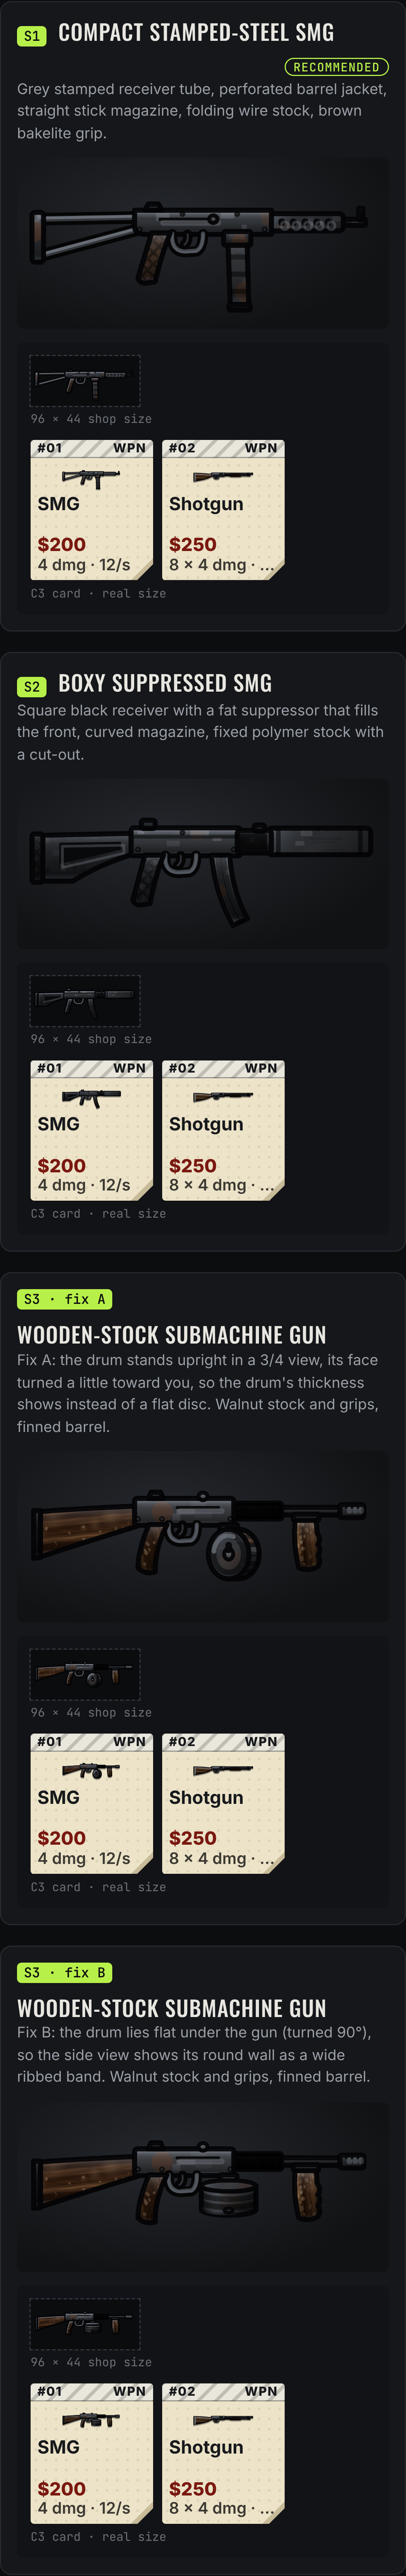 S1 COMPACT STAMPED-STEEL SMG
RECOMMENDED
Grey stamped receiver tube, perforated barrel jacket,
straight stick magazine, folding wire stock, brown
bakelite grip.
96 × 44 shop size
#01 WPN #02 WPN
SMG Shotgun
$200 $250
4 dmg · 12/s 8 × 4 dmg · …
C3 card · real size
S2 BOXY SUPPRESSED SMG
Square black receiver with a fat suppressor that fills
the front, curved magazine, fixed polymer stock with
a cut-out.
96 × 44 shop size
#01 WPN #02 WPN
SMG Shotgun
$200 $250
4 dmg · 12/s 8 × 4 dmg · …
C3 card · real size
S3 · fix A
WOODEN-STOCK SUBMACHINE GUN
Fix A: the drum stands upright in a 3/4 view, its face
turned a little toward you, so the drum's thickness
shows instead of a flat disc. Walnut stock and grips,
finned barrel.
96 × 44 shop size
#01 WPN #02 WPN
SMG Shotgun
$200 $250
4 dmg · 12/s 8 × 4 dmg · …
C3 card · real size
S3 · fix B
WOODEN-STOCK SUBMACHINE GUN
Fix B: the drum lies flat under the gun (turned 90°),
so the side view shows its round wall as a wide
ribbed band. Walnut stock and grips, finned barrel.
96 × 44 shop size
#01 WPN #02 WPN
SMG Shotgun
$200 $250
4 dmg · 12/s 8 × 4 dmg · …
C3 card · real size